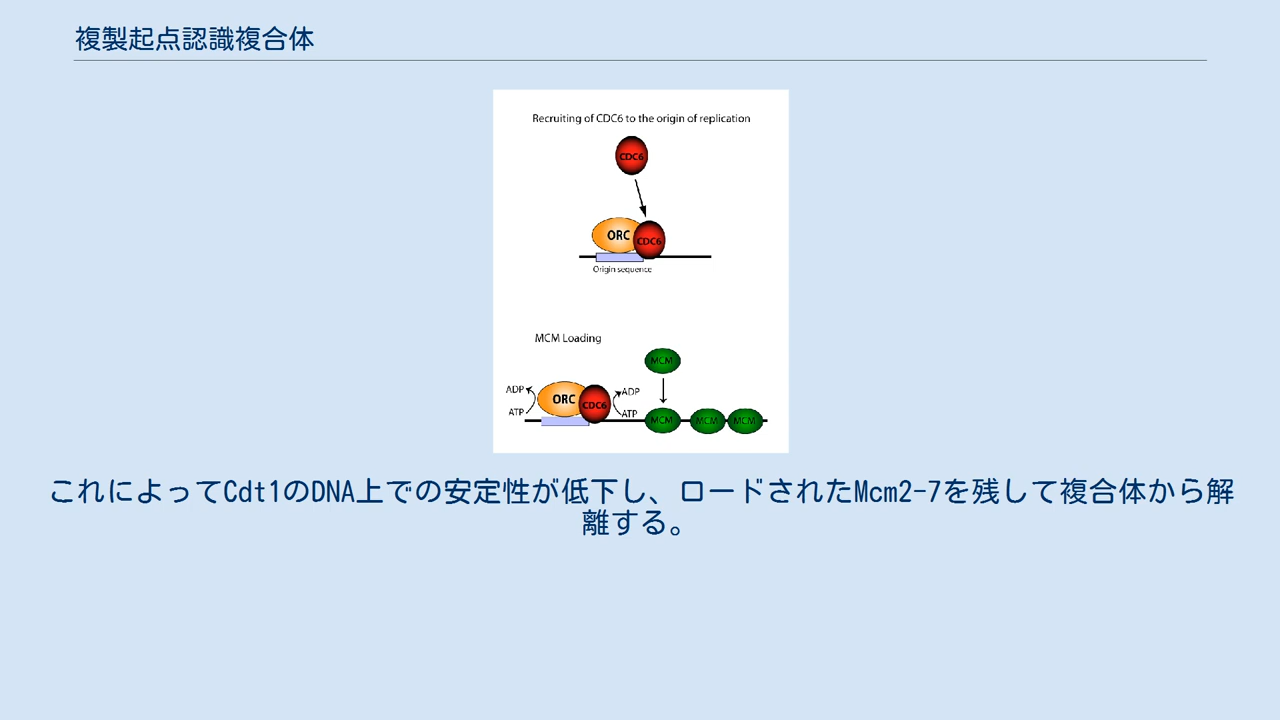 複製起点認識複合体
Recruiting of CDC6 to the origin of replication
CDC6
ORC
CDC6
Origin sequence
MCM Loading
MCM
ADP
ATP
ORC
CDC6
ADP
ATP
MCM
MCM
MCM
これによってCdt1のDNA上での安定性が低下し、ロードされたMcm2-7を残して複合体から解
離する。